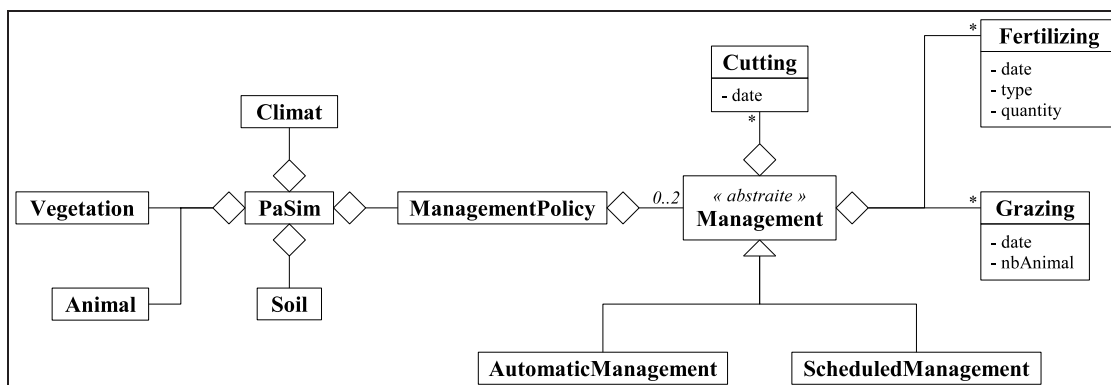 Fertilizing
*
- date
- type
- quantity
Cutting
- date
*
Climat
Vegetation
PaSim
ManagementPolicy
0..2
« abstraite »
Management
*
Grazing
- date
- nbAnimal
Animal
Soil
AutomaticManagement
ScheduledManagement